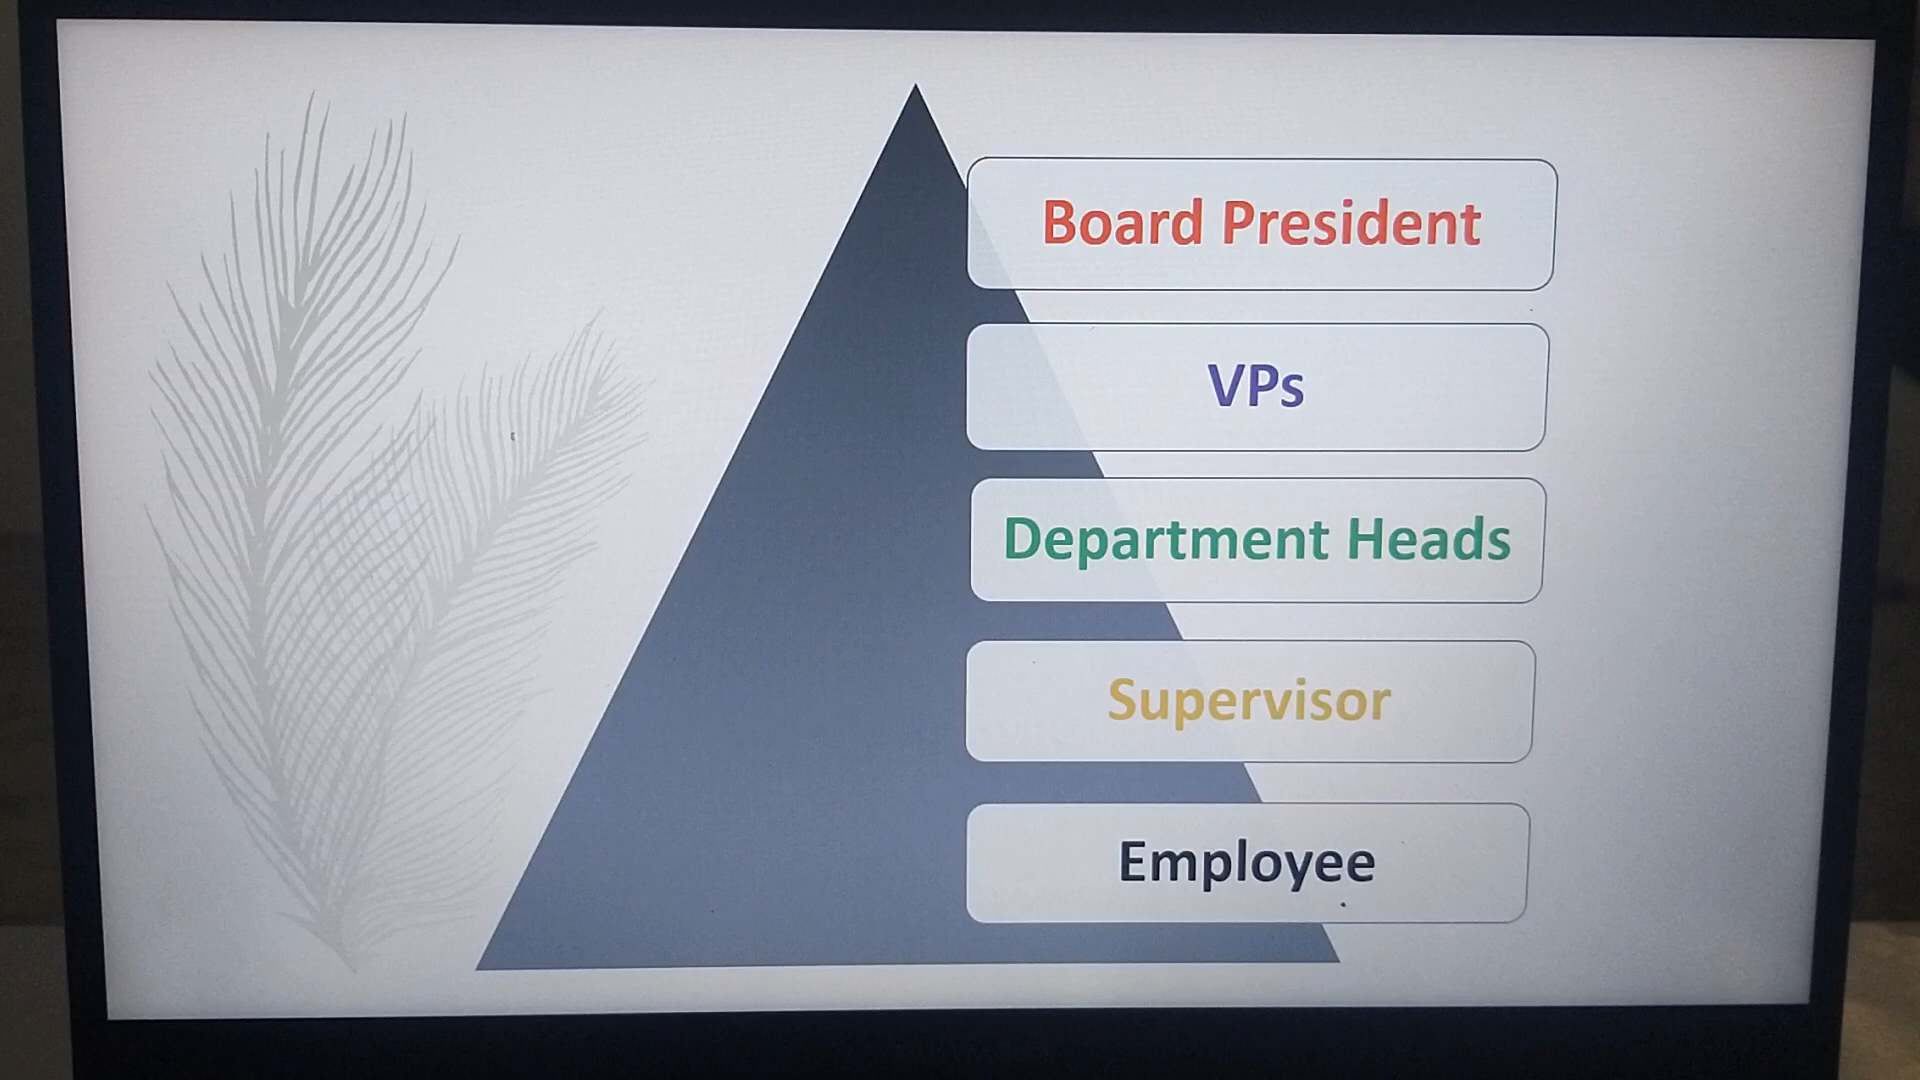 Board President
VPs
Department Heads
Supervisor
Employee